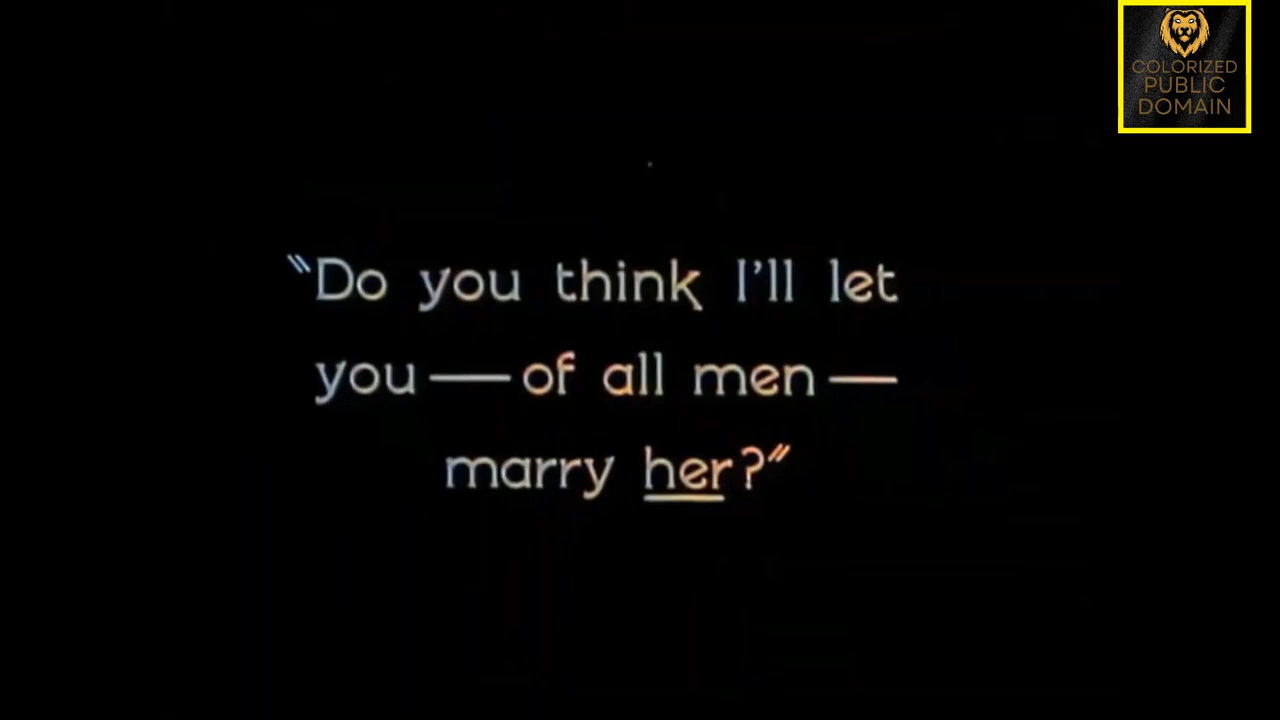 COLORIZED
PUBLIC
DOMAIN
"Do you think I'll let
you — of all men —
marry her?"